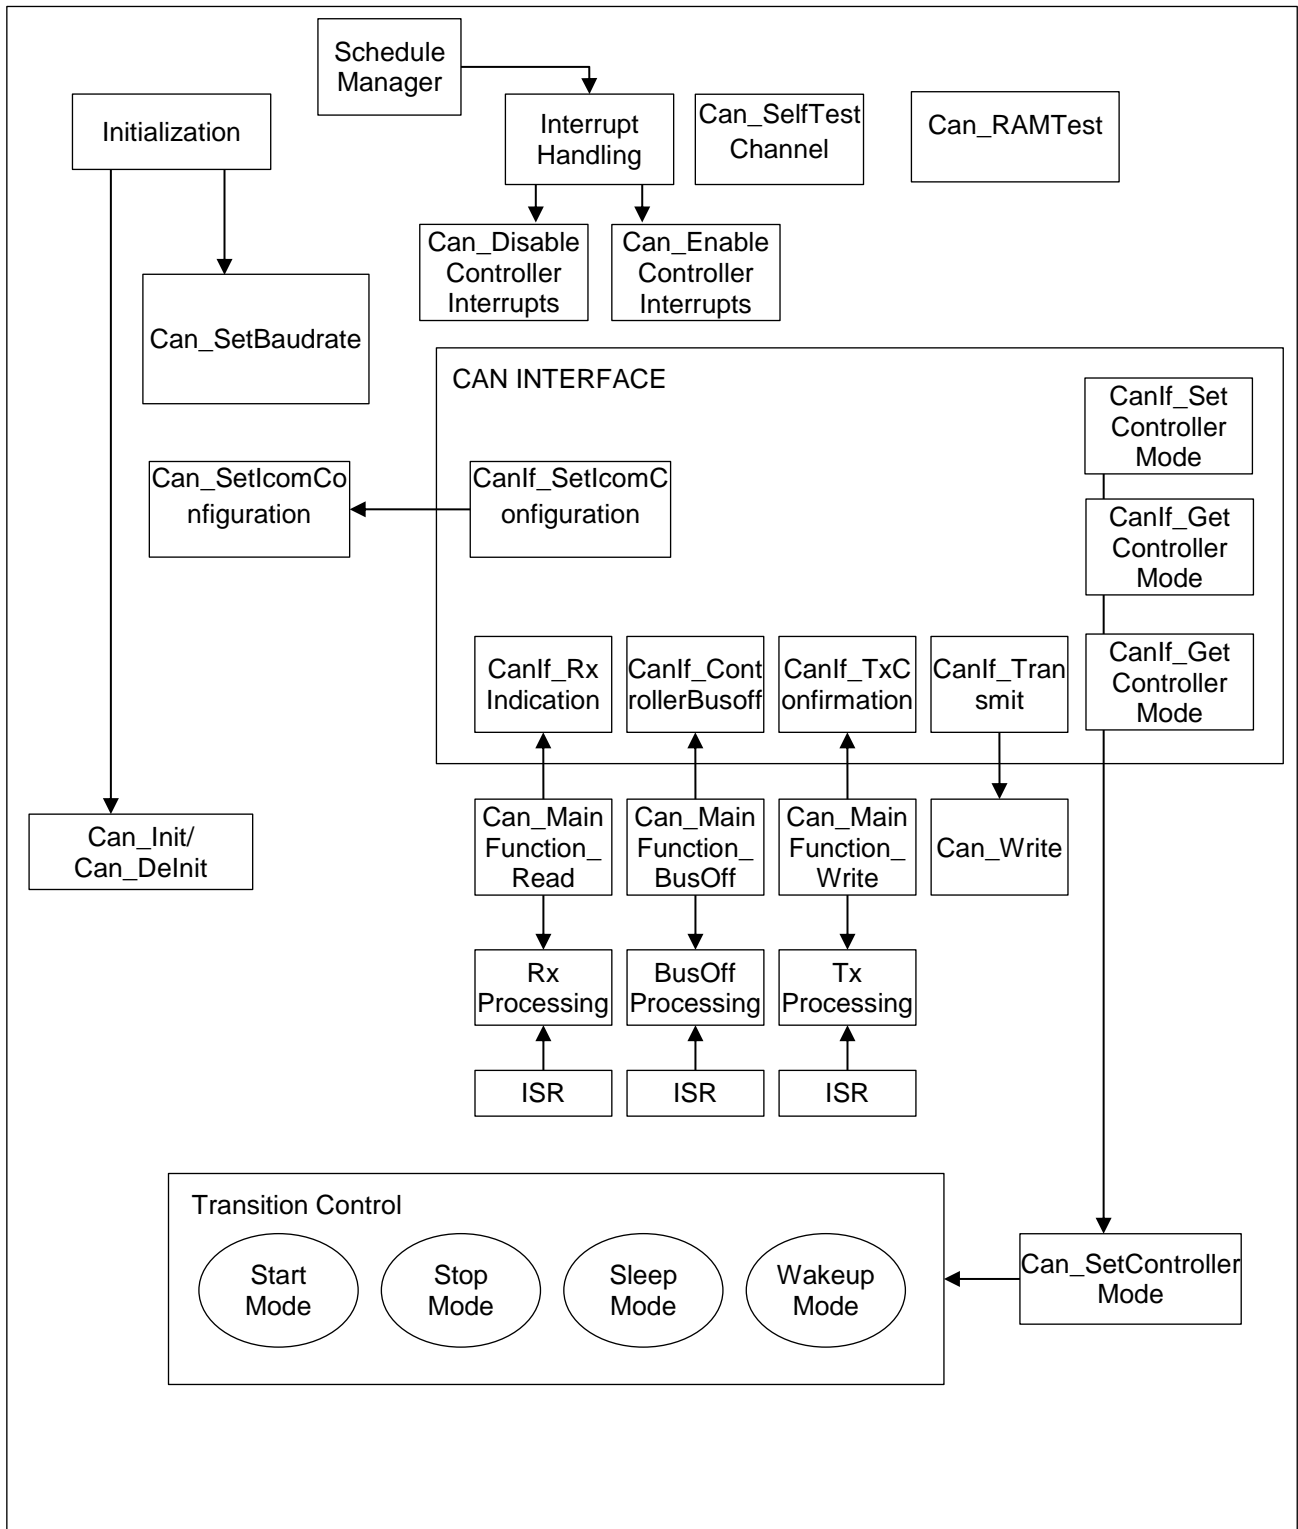 Schedule
Manager
Initialization
Interrupt
Handling
Can_SelfTest
Channel
Can_RAMTest
Can_Disable
Controller
Interrupts
Can_Enable
Controller
Interrupts
Can_SetBaudrate
CAN INTERFACE
CanIf_Set
Controller
Mode
Can_SetIcomCo
nfiguration
CanIf_SetIcomC
onfiguration
CanIf_Get
Controller
Mode
CanIf_Rx
Indication
CanIf_Cont
rollerBusoff
CanIf_TxC
onfirmation
CanIf_Tran
smit
CanIf_Get
Controller
Mode
Can_Init/
Can_DeInit
Can_Main
Function_
Read
Can_Main
Function_
BusOff
Can_Main
Function_
Write
Can_Write
Rx
Processing
BusOff
Processing
Tx
Processing
ISR
ISR
ISR
Transition Control
Start
Mode
Stop
Mode
Sleep
Mode
Wakeup
Mode
Can_SetController
Mode